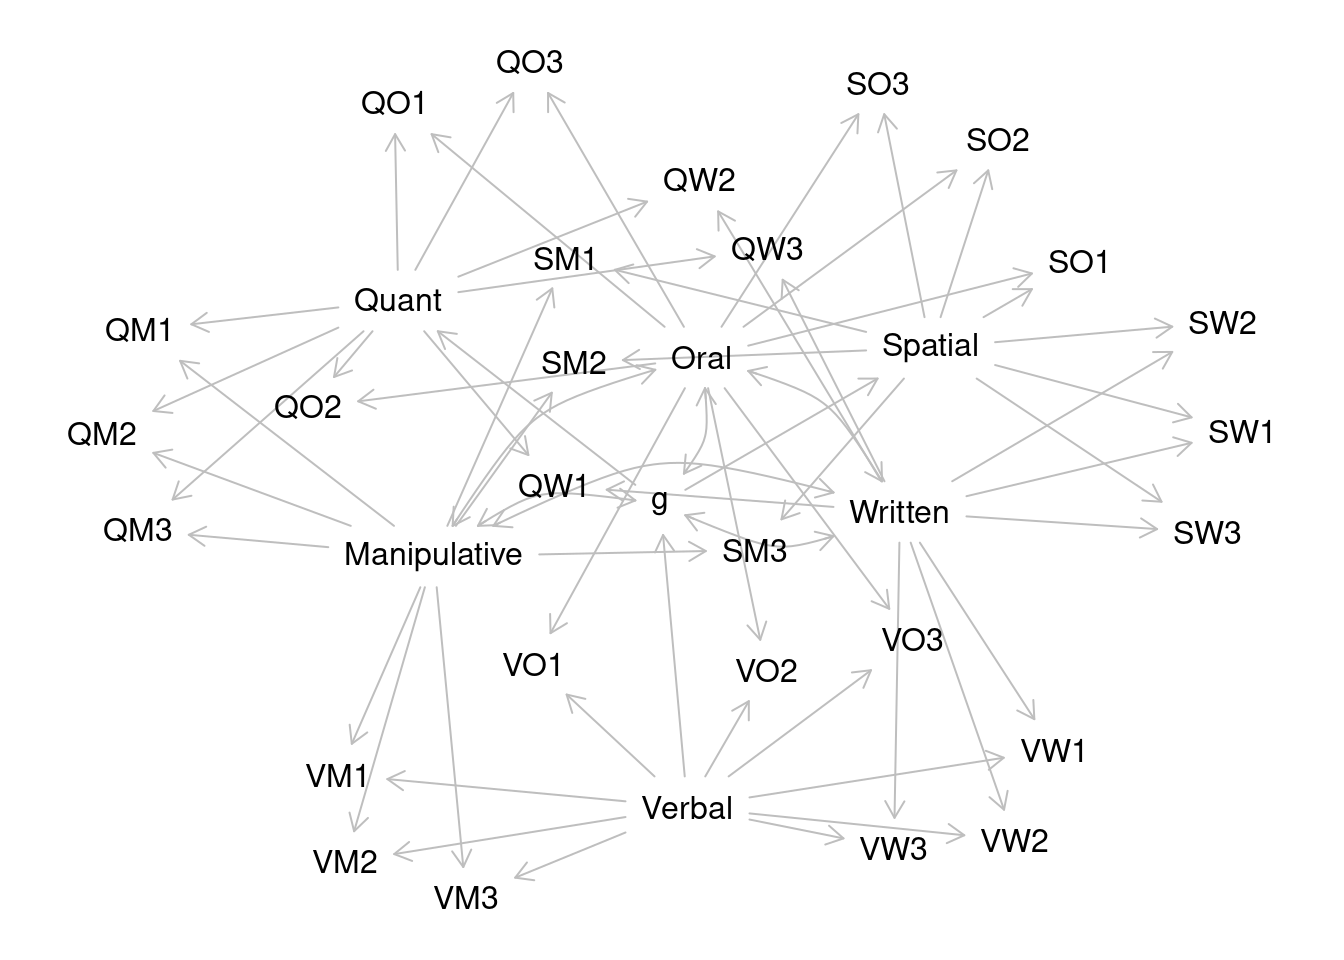 QO3
SO3
QO1
SO2
QW2
QW3
SM1
SO1
Quant
SW2
QM1
Spatial
Oral
SM2
QO2
SW1
QM2
QW1
g
Written
QM3
SW3
SM3
Manipulative
VO3
VO1
VO2
VW1
VM1
Verbal
VW2
VW3
VM2
VM3